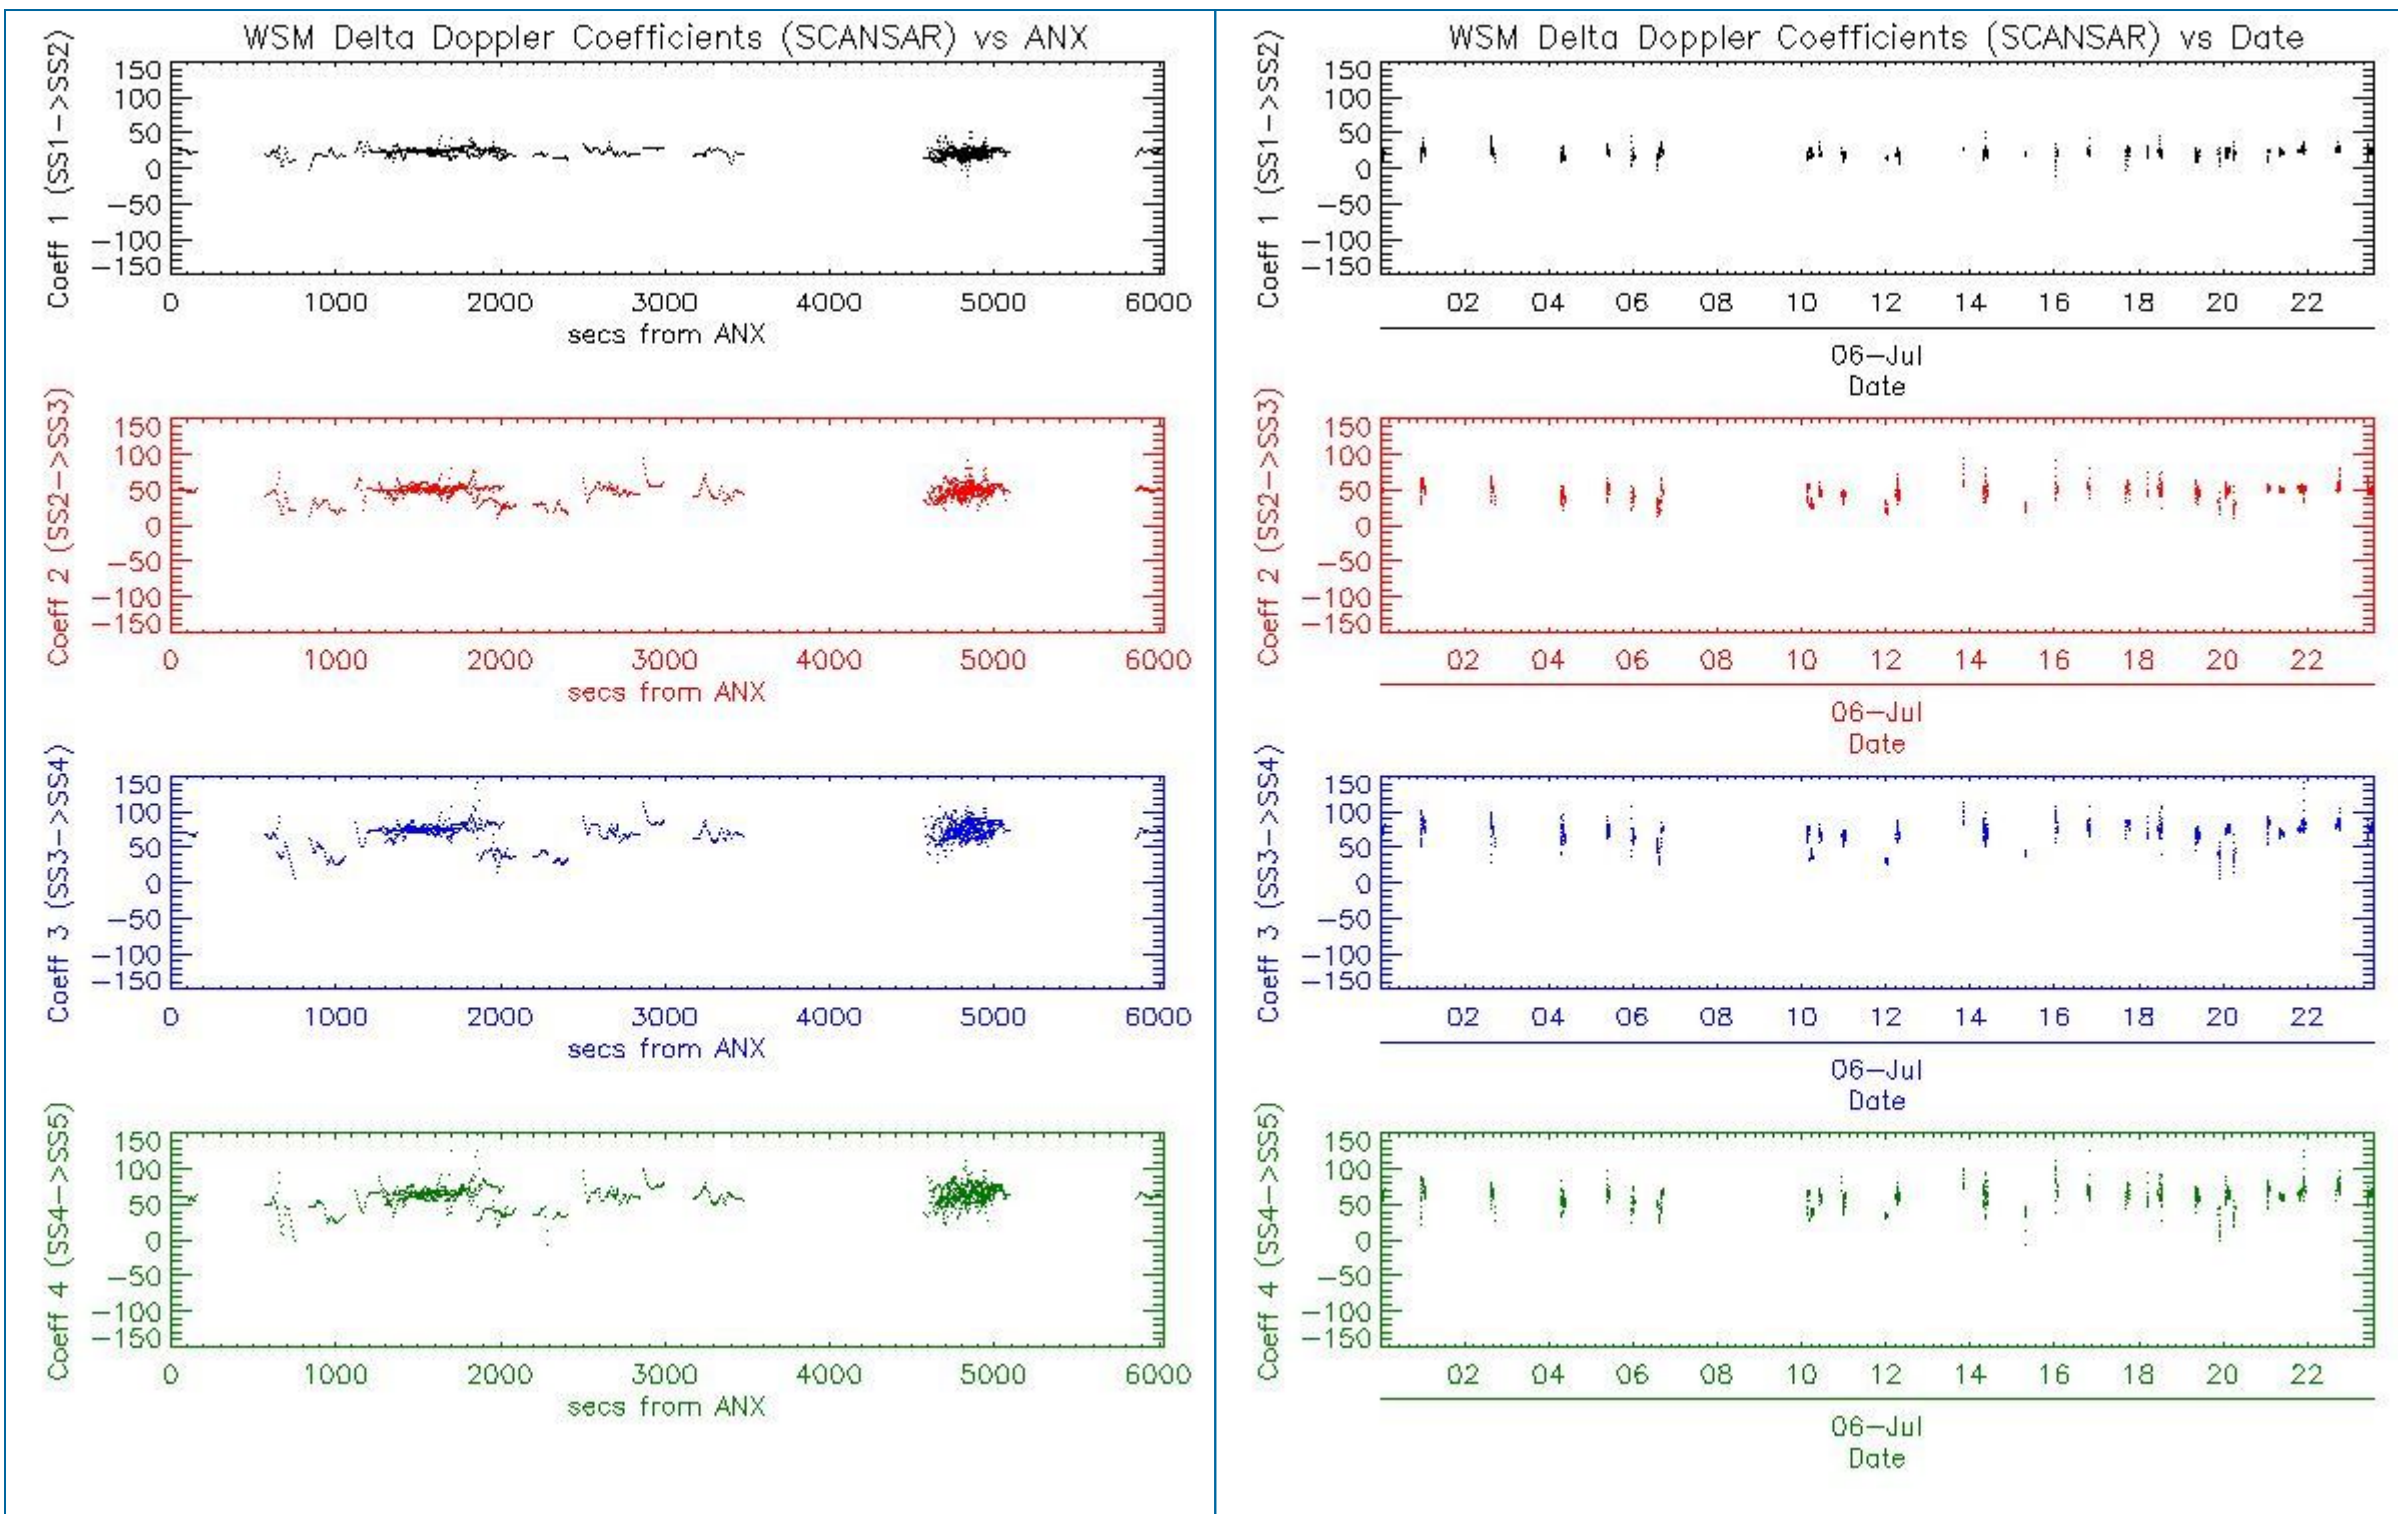 WSM Delta Doppler Coefficients (SCANSAR) vs ANX
Coeff 1 (SS1->SS2)
150
100
50
0
-50
-100
-150
0 1000 2000 3000 4000 5000 6000
secs from ANX
Coeff 2 (SS2->SS3)
150
100
50
0
-50
-100
-150
0 1000 2000 3000 4000 5000 6000
secs from ANX
Coeff 3 (SS3->SS4)
150
100
50
0
-50
-100
-150
0 1000 2000 3000 4000 5000 6000
secs from ANX
Coeff 4 (SS4->SS5)
150
100
50
0
-50
-100
-150
0 1000 2000 3000 4000 5000 6000
secs from ANX
WSM Delta Doppler Coefficients (SCANSAR) vs Date
Coeff 1 (SS1->SS2)
150
100
50
0
-50
-100
-150
02 04 06 08 10 12 14 16 18 20 22
06-Jul
Date
Coeff 2 (SS2->SS3)
150
100
50
0
-50
-100
-150
02 04 06 08 10 12 14 16 18 20 22
06-Jul
Date
Coeff 3 (SS3->SS4)
150
100
50
0
-50
-100
-150
02 04 06 08 10 12 14 16 18 20 22
06-Jul
Date
Coeff 4 (SS4->SS5)
150
100
50
0
-50
-100
-150
02 04 06 08 10 12 14 16 18 20 22
06-Jul
Date